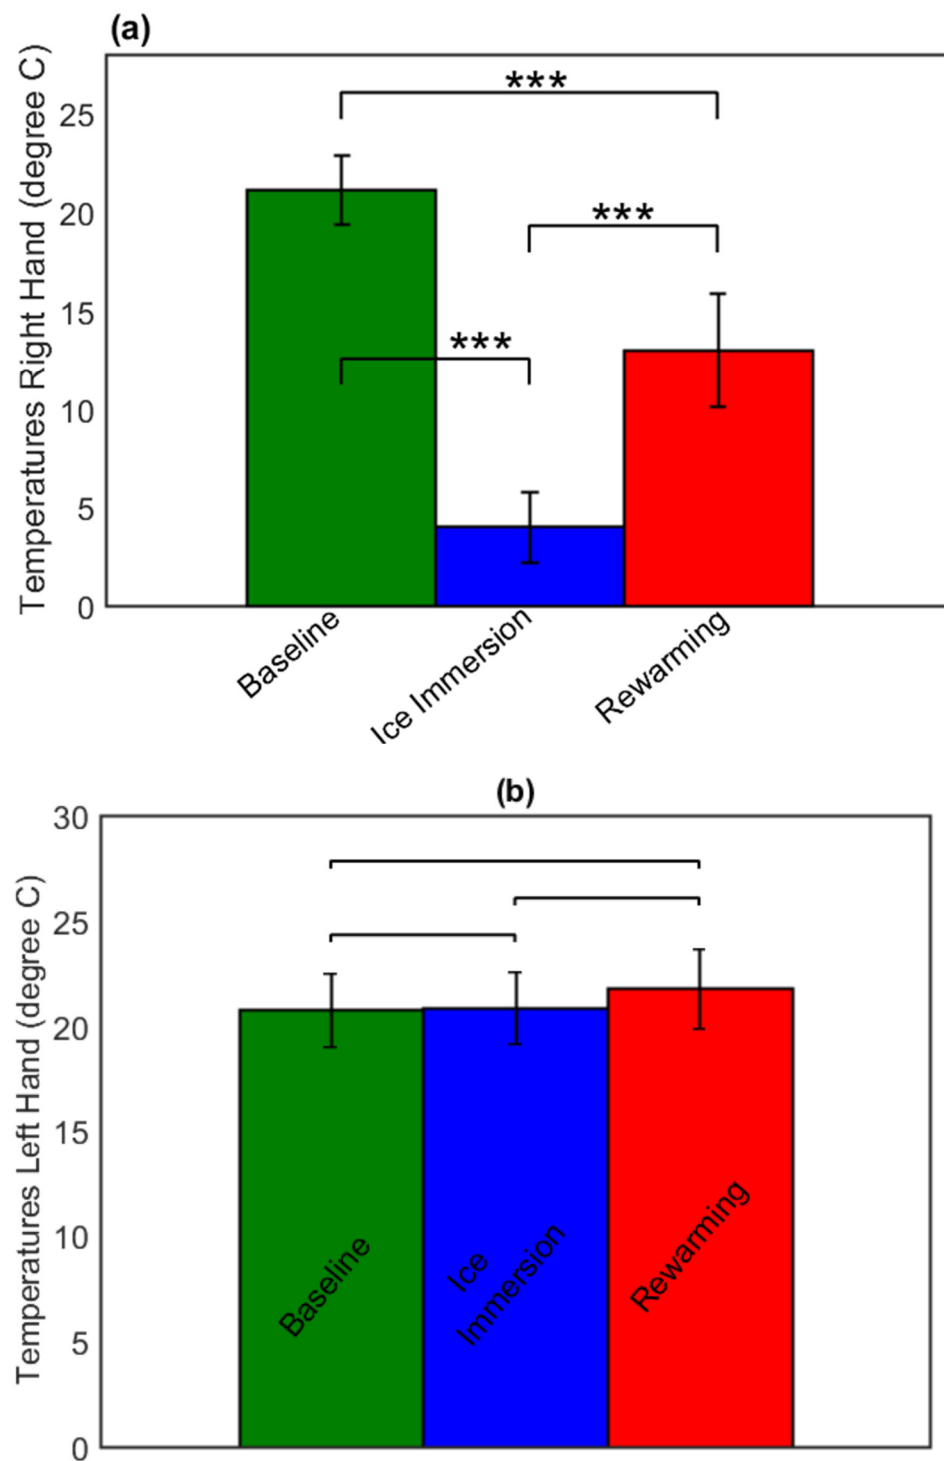 (a)
Temperatures Right Hand (degree C)
25
20
15
10
5
0
***
***
***
Baseline
Ice Immersion
Rewarming
(b)
Temperatures Left Hand (degree C)
30
25
20
15
10
5
0
Baseline
Ice
Immersion
Rewarming